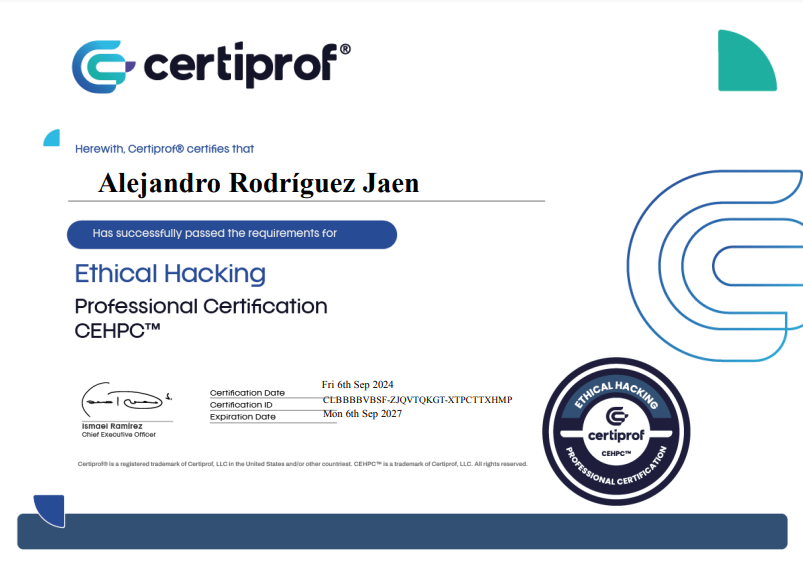 certiprof®
Herewith, Certiprof® certifies that
Alejandro Rodríguez Jaen
Has successfully passed the requirements for
Ethical Hacking
Professional Certification
CEHPC™
Fri 6th Sep 2024
Certification Date
Certification ID
CLBBBVBSF-ZJQVTQKGT-XTPCTTXHMP
Expiration Date
Mon 6th Sep 2027
Ismael Ramírez
Chief Executive Officer
Certiprof® is a registered trademark of Certiprof, LLC in the United States and/or other countriest. CEHPC™ is a trademark of Certiprof, LLC. All rights reserved.
ETHICAL HACKING
certiprof
CEHPC™
PROFESSIONAL CERTIFICATION